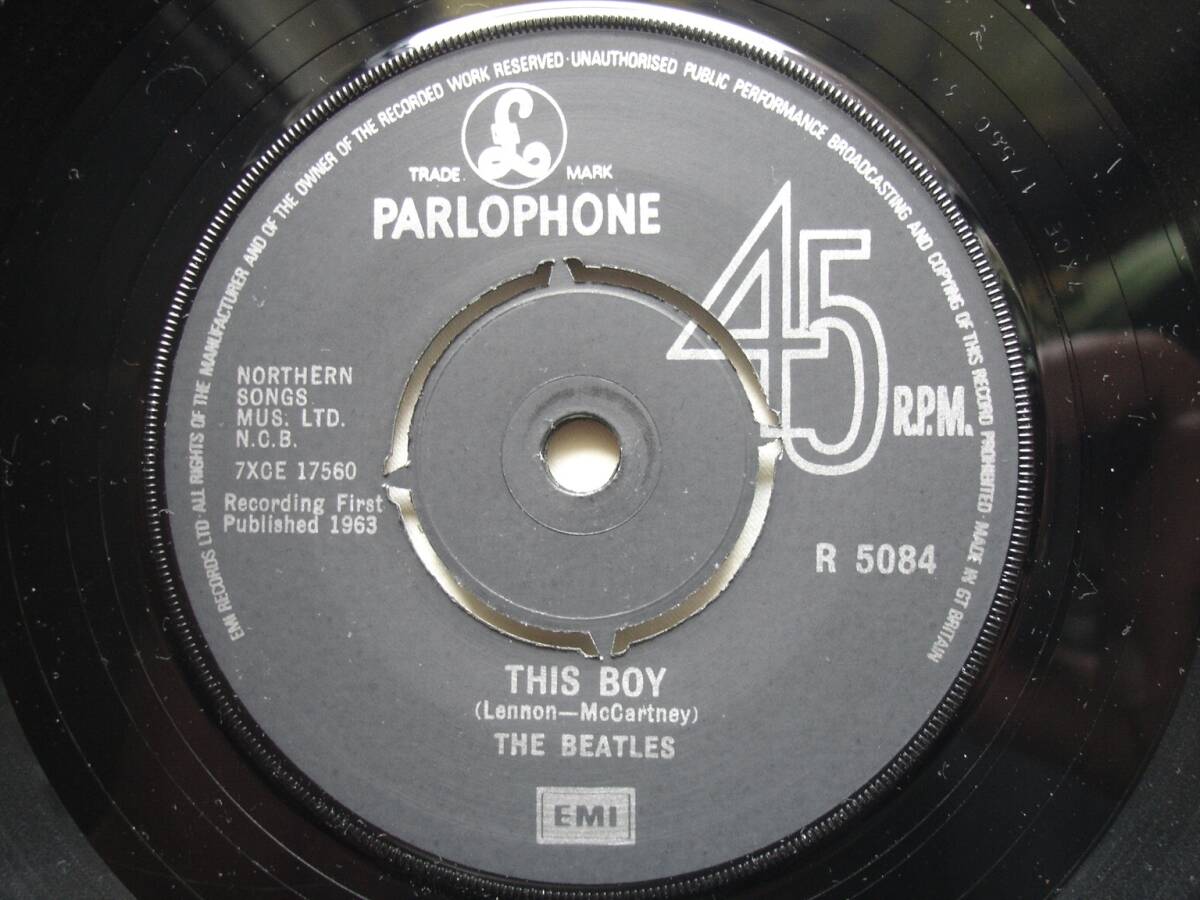 EMI RECORDS LTD · ALL RIGHTS OF THE MANUFACTURER AND OF THE OWNER OF THE RECORDED WORK RESERVED · UNAUTHORISED PUBLIC PERFORMANCE BROADCASTING AND COPYING OF THIS RECORD PROHIBITED MADE IN GT BRITAIN
£
TRADE MARK
PARLOPHONE
45 R.P.M.
NORTHERN
SONGS.
MUS. LTD.
N.C.B.
7XCE 17560
Recording First
Published 1963
R 5084
THIS BOY
(Lennon—McCartney)
THE BEATLES
EMI
7XCE 17560